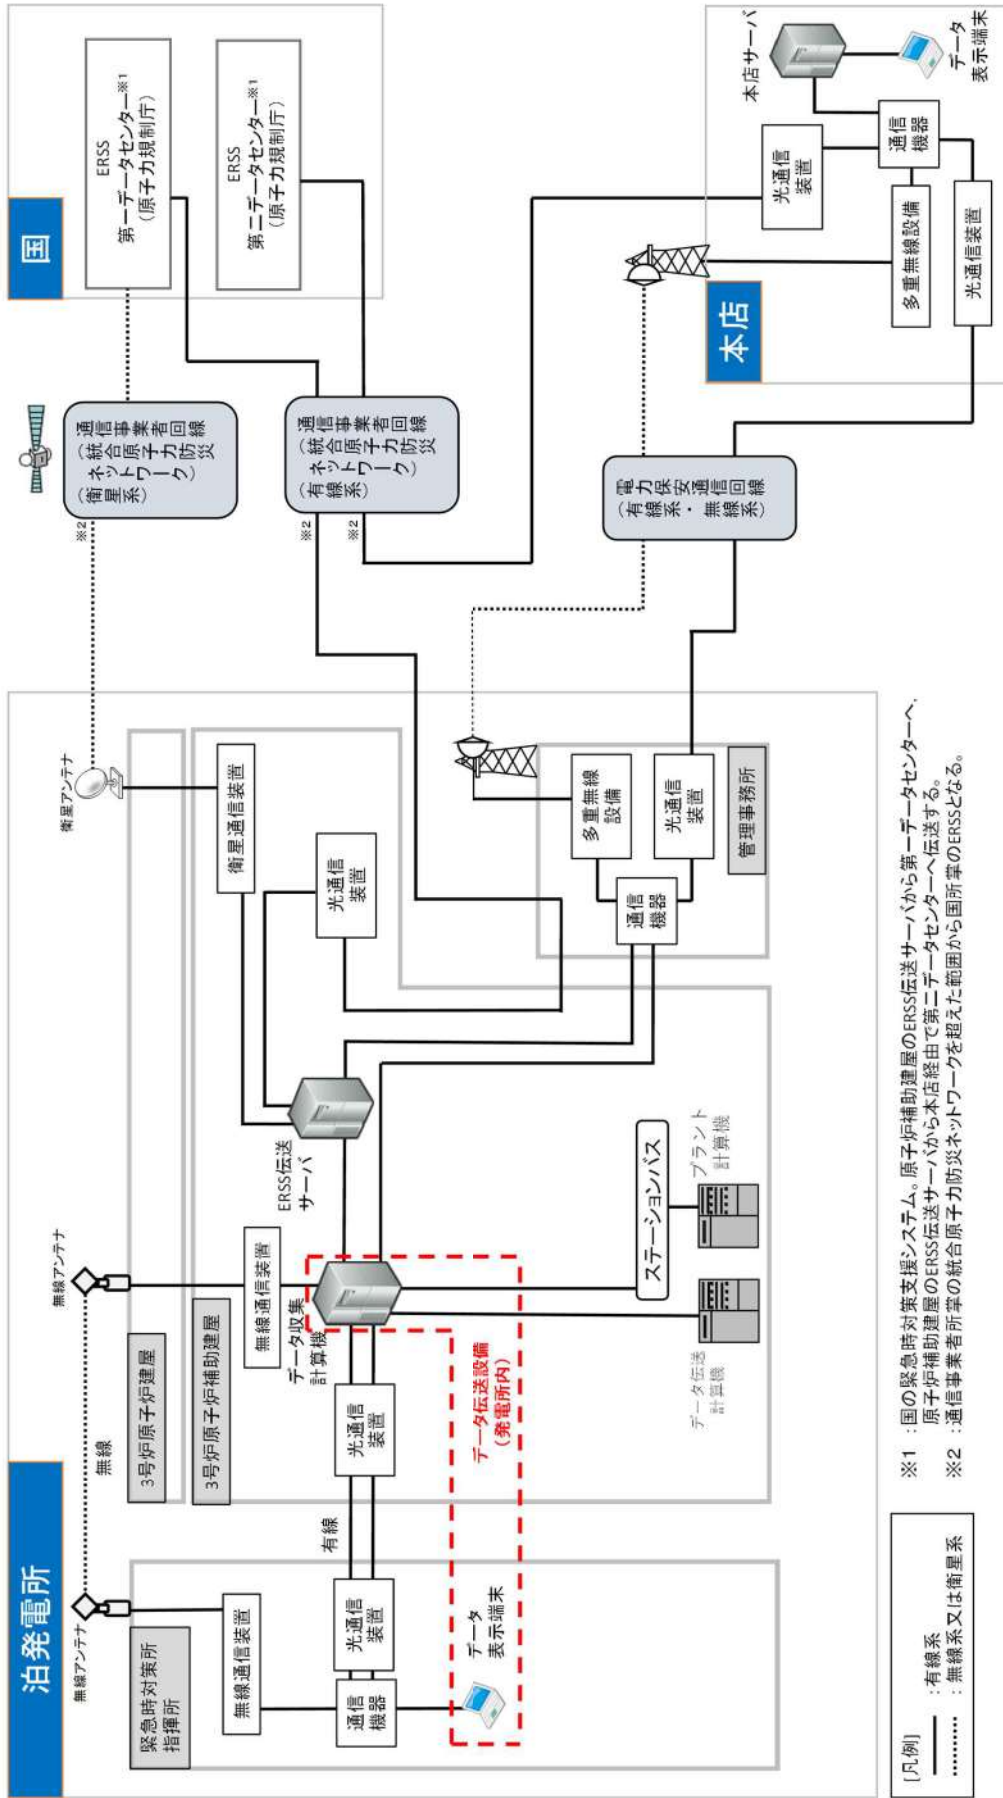 泊発電所
無線アンテナ
無線
無線アンテナ
衛星アンテナ
緊急時対策所
指揮所
3号炉原子炉建屋
3号炉原子炉補助建屋
無線通信装置
無線通信装置
衛星通信装置
通信
機器
光通信
装置
有線
光通信
装置
データ収集
計算機
ERSS伝送
サーバ
光通信
装置
データ
表示端末
データ伝送設備
(発電所内)
データ伝送
計算機
プラント
計算機
ステーションバス
通信
機器
多重無線
設備
光通信
装置
管理事務所
※2
通信事業者回線
(統合原子力防災
ネットワーク)
(衛星系)
※2
※2
通信事業者回線
(統合原子力防災
ネットワーク)
(有線系)
電力保安通信回線
(有線系・無線系)
国
ERSS
第一データセンター※1
(原子力規制庁)
ERSS
第二データセンター※1
(原子力規制庁)
本店
光通信
装置
本店サーバ
多重無線設備
通信
機器
光通信装置
データ
表示端末
[凡例]
:有線系
:無線系又は衛星系
※1 :国の緊急時対策支援システム。原子炉補助建屋のERSS伝送サーバから第一データセンターへ、
原子炉補助建屋のERSS伝送サーバから本店経由で第二データセンターへ伝送する。
※2 :通信事業者所掌の統合原子力防災ネットワークを超えた範囲から国所掌のERSSとなる。